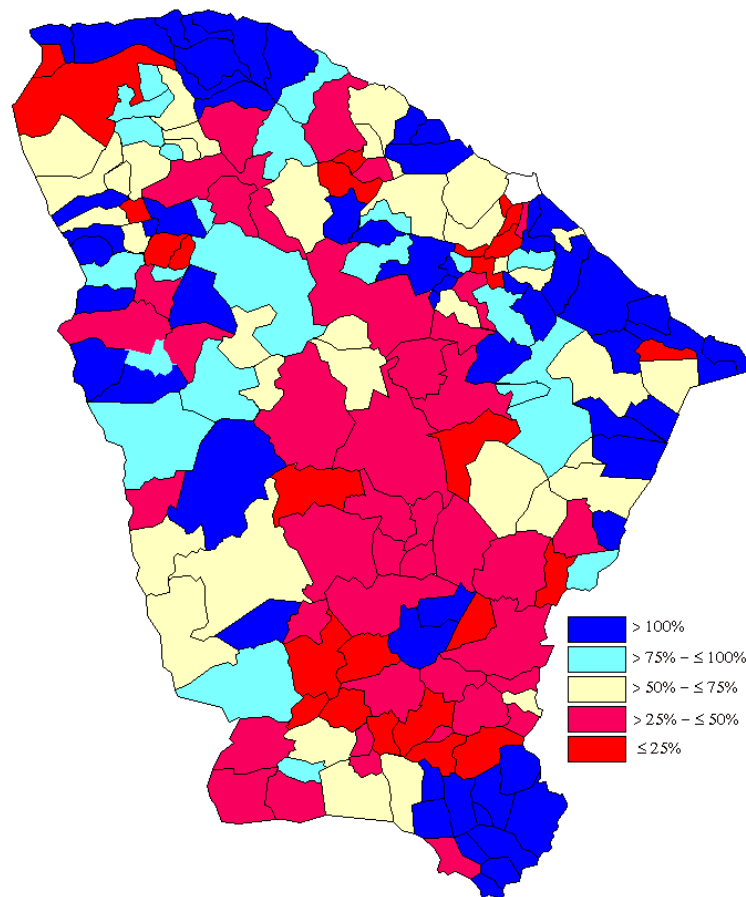 > 100%
> 75% – ≤ 100%
> 50% – ≤ 75%
> 25% – ≤ 50%
≤ 25%